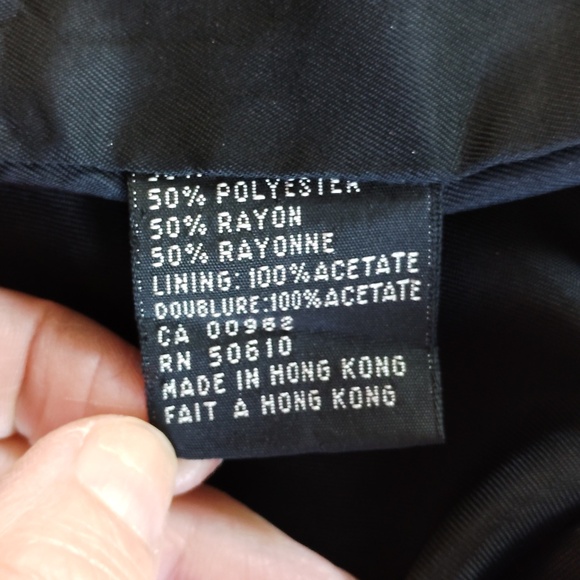 50% POLYESTER
50% RAYON
50% RAYONNE
LINING: 100% ACETATE
DOUBLURE:100% ACETATE
CA 00962
RN 50610
MADE IN HONG KONG
FAIT A HONG KONG